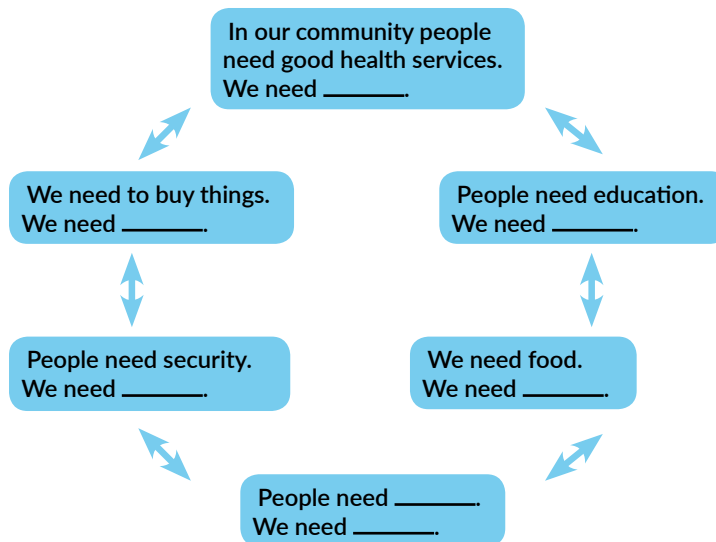 In our community people
need good health services.
We need ______.
We need to buy things.
We need ______.
People need education.
We need ______.
People need security.
We need ______.
We need food.
We need ______.
People need ______.
We need ______.